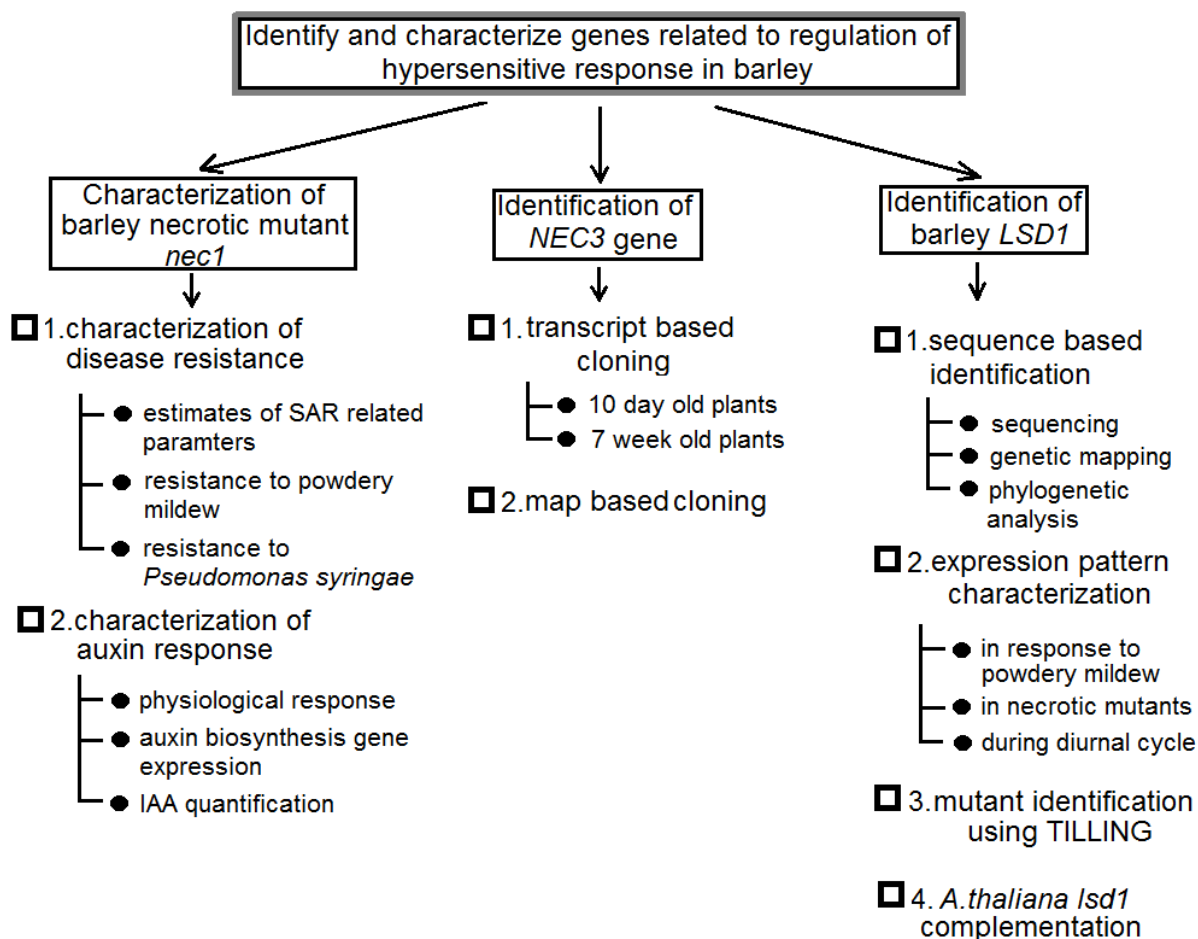 Identify and characterize genes related to regulation of
hypersensitive response in barley
Characterization of
barley necrotic mutant
nec1
1.characterization of
disease resistance
estimates of SAR related
paramters
resistance to powdery
mildew
resistance to
Pseudomonas syringae
2.characterization of
auxin response
physiological response
auxin biosynthesis gene
expression
IAA quantification
Identification of
NEC3 gene
1.transcript based
cloning
10 day old plants
7 week old plants
2.map based cloning
Identification of
barley LSD1
1.sequence based
identification
sequencing
genetic mapping
phylogenetic
analysis
2.expression pattern
characterization
in response to
powdery mildew
in necrotic mutants
during diurnal cycle
3.mutant identification
using TILLING
4. A.thaliana lsd1
complementation